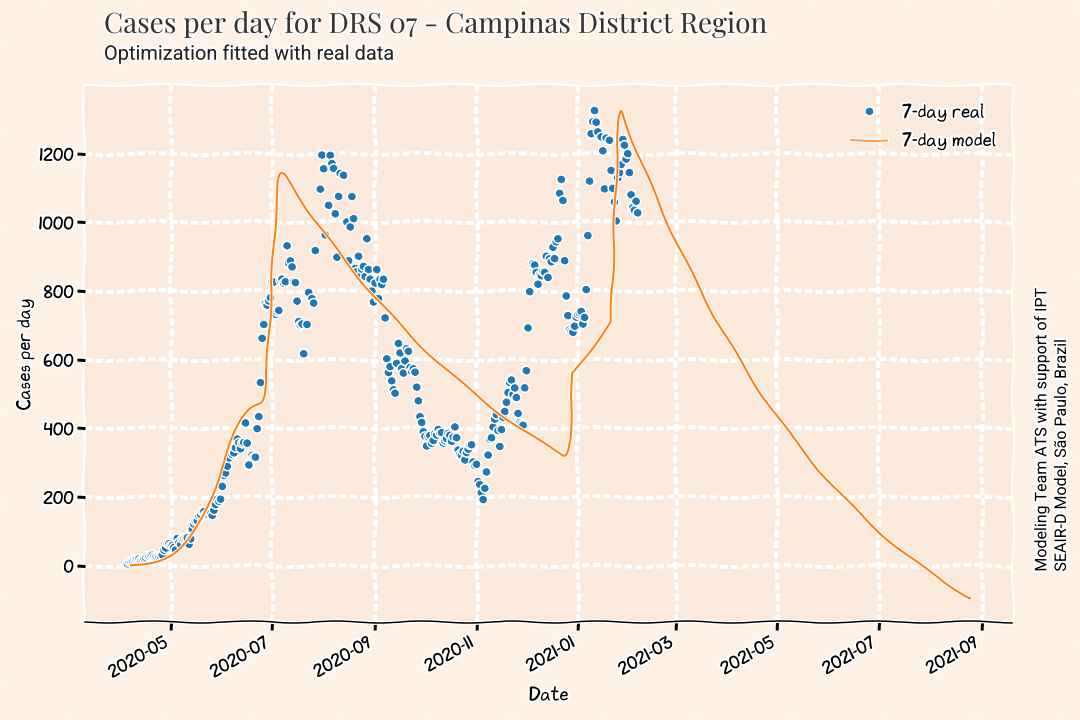 Cases per day for DRS 07 - Campinas District Region
Optimization fitted with real data
7-day real
7-day model
1200
1000
800
600
400
200
0
Cases per day
2020-05
2020-07
2020-09
2020-11
2021-01
2021-03
2021-05
2021-07
2021-09
Date
Modeling Team ATS with support of IPT
SEAIR-D Model, São Paulo, Brazil